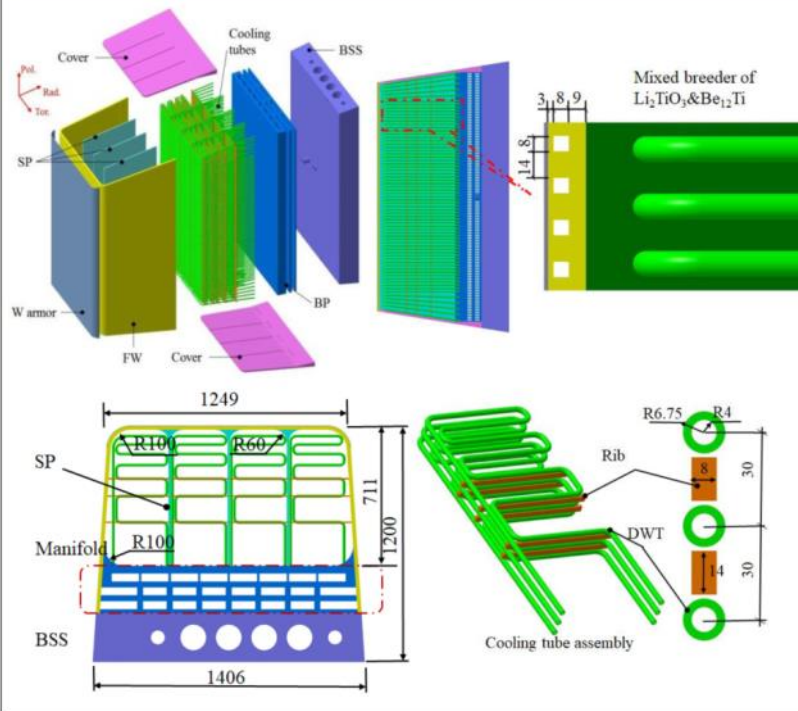 Cooling
tubes
BSS
Cover
Pol.
Rad.
Tor.
SP
W armor
FW
Cover
BP
Mixed breeder of
Li₂TiO₃&Be₁₂Ti
3 8 9
8
14
1249
R100 R60
SP
711
1200
Manifold R100
BSS
1406
R6.75 R4
Rib
8
30
DWT
14
30
Cooling tube assembly